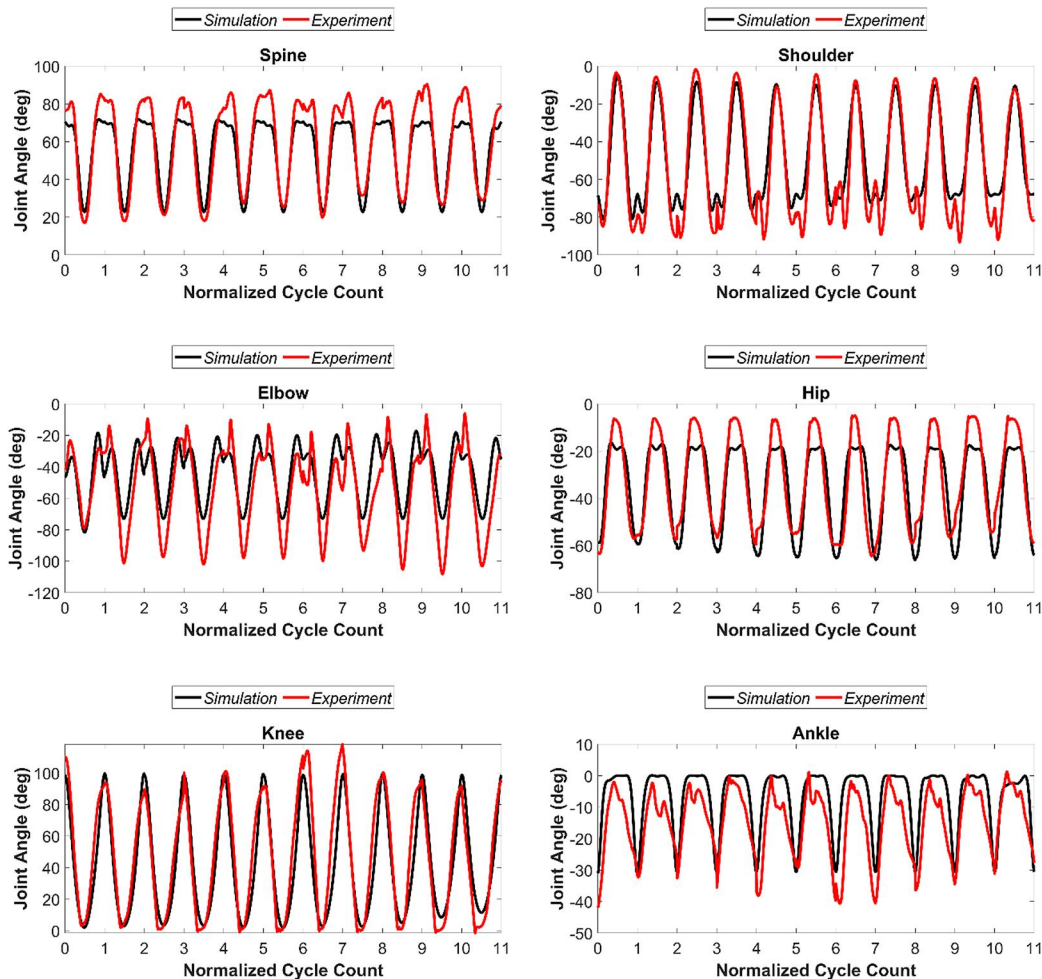 Simulation Experiment
Simulation Experiment
Spine
Shoulder
Joint Angle (deg)
100
80
60
40
20
0
0 1 2 3 4 5 6 7 8 9 10 11
Normalized Cycle Count
Joint Angle (deg)
0
-20
-40
-60
-80
-100
0 1 2 3 4 5 6 7 8 9 10 11
Normalized Cycle Count
Simulation Experiment
Simulation Experiment
Elbow
Hip
Joint Angle (deg)
0
-20
-40
-60
-80
-100
-120
0 1 2 3 4 5 6 7 8 9 10 11
Normalized Cycle Count
Joint Angle (deg)
0
-20
-40
-60
-80
0 1 2 3 4 5 6 7 8 9 10 11
Normalized Cycle Count
Simulation Experiment
Simulation Experiment
Knee
Ankle
Joint Angle (deg)
100
80
60
40
20
0
0 1 2 3 4 5 6 7 8 9 10 11
Normalized Cycle Count
Joint Angle (deg)
10
0
-10
-20
-30
-40
-50
0 1 2 3 4 5 6 7 8 9 10 11
Normalized Cycle Count